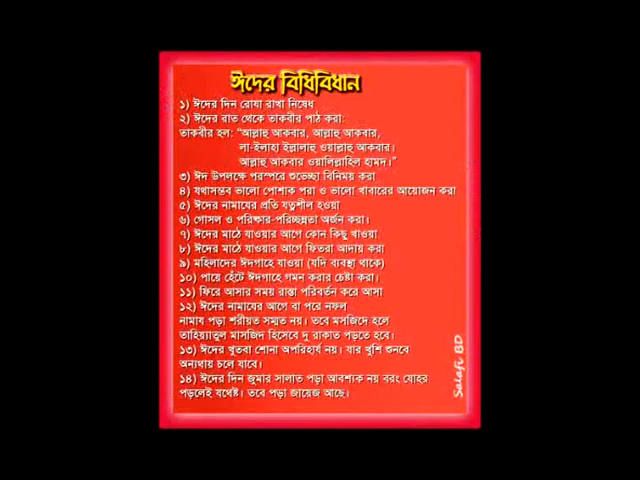 ঈদের বিধিবিধান
১) ঈদের দিন রোযা রাখা নিষেধ
২) ঈদের রাত থেকে তাকবীর পাঠ করা:
তাকবীর হল: “আল্লাহু আকবার, আল্লাহু আকবার,
লা-ইলাহা ইল্লালাহু ওয়াল্লাহু আকবার।
আল্লাহু আকবার ওয়ালিল্লাহিল হামদ।”
৩) ঈদ উপলক্ষে পরস্পরে শুভেচ্ছা বিনিময় করা
৪) যথাসম্ভব ভালো পোশাক পরা ও ভালো খাবারের আয়োজন করা
৫) ঈদের নামাযের প্রতি যত্নশীল হওয়া
৬) গোসল ও পরিষ্কার-পরিচ্ছন্নতা অর্জন করা।
৭) ঈদের মাঠে যাওয়ার আগে কোন কিছু খাওয়া
৮) ঈদের মাঠে যাওয়ার আগে ফিতরা আদায় করা
৯) মহিলাদের ঈদগাহে যাওয়া (যদি ব্যবস্থা থাকে)
১০) পায়ে হেঁটে ঈদগাহে গমন করার চেষ্টা করা।
১১) ফিরে আসার সময় রাস্তা পরিবর্তন করে আসা
১২) ঈদের নামাযের আগে বা পরে নফল
নামায পড়া শরীয়ত সম্মত নয়। তবে মসজিদে হলে
তাহিয়্যাতুল মাসজিদ হিসেবে দু রাকাত পড়তে হবে।
১৩) ঈদের খুতবা শোনা অপরিহার্য নয়। যার খুশি শুনবে
অন্যথায় চলে যাবে।
১৪) ঈদের দিন জুমার সালাত পড়া আবশ্যক নয় বরং যোহর
পড়লেই যথেষ্ট। তবে পড়া জায়েজ আছে।
Salafi BD